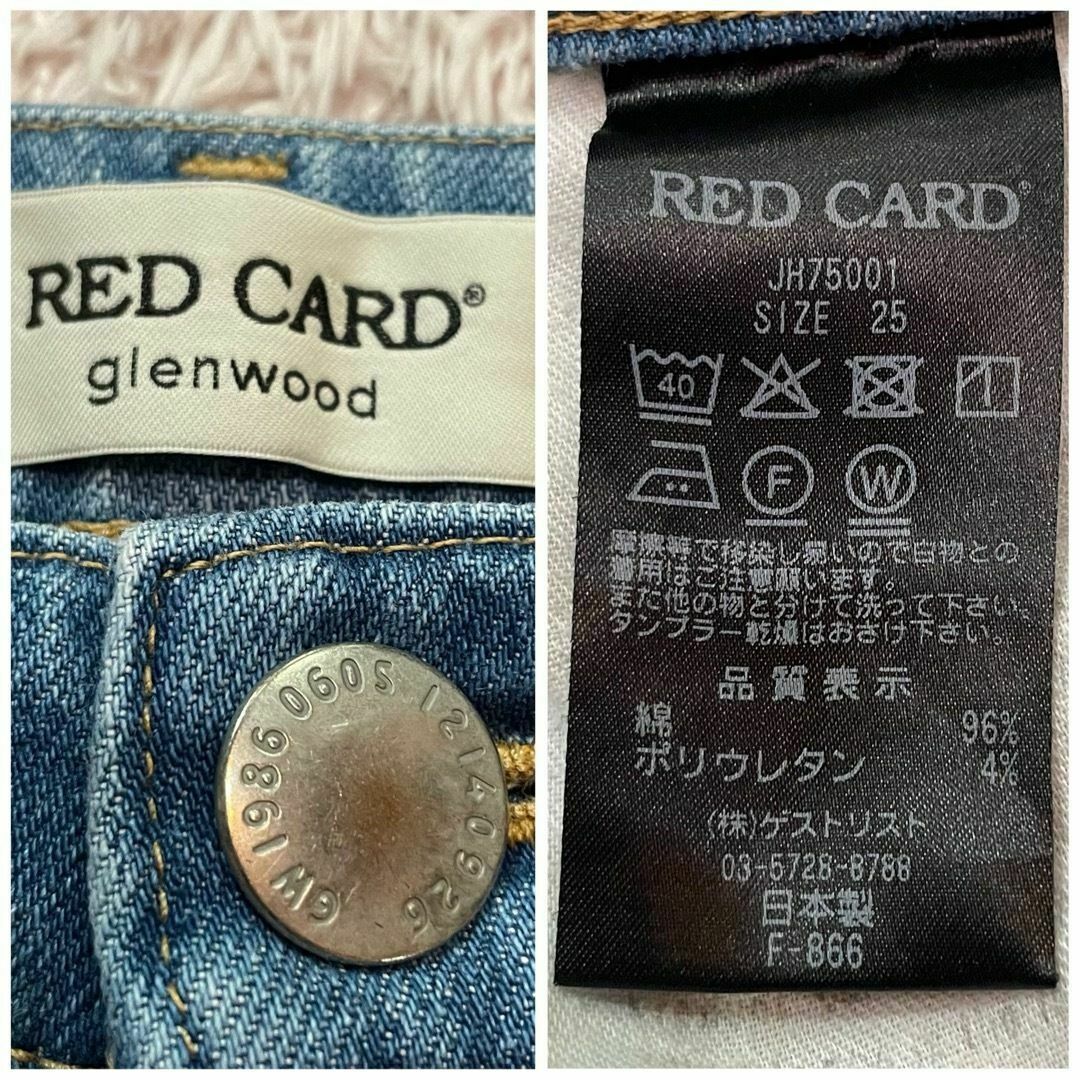 RED CARD®
glenwood
GW1986 0605 1214 0926
RED CARD®
JH75001
SIZE 25
40
F
W
摩擦等で移染し易いので白物との
着用はご注意願います。
また他の物と分けて洗って下さい。
タンブラー乾燥はおさけ下さい。
品質表示
綿 96%
ポリウレタン 4%
(株)ゲストリスト
03-5728-8788
日本製
F-866